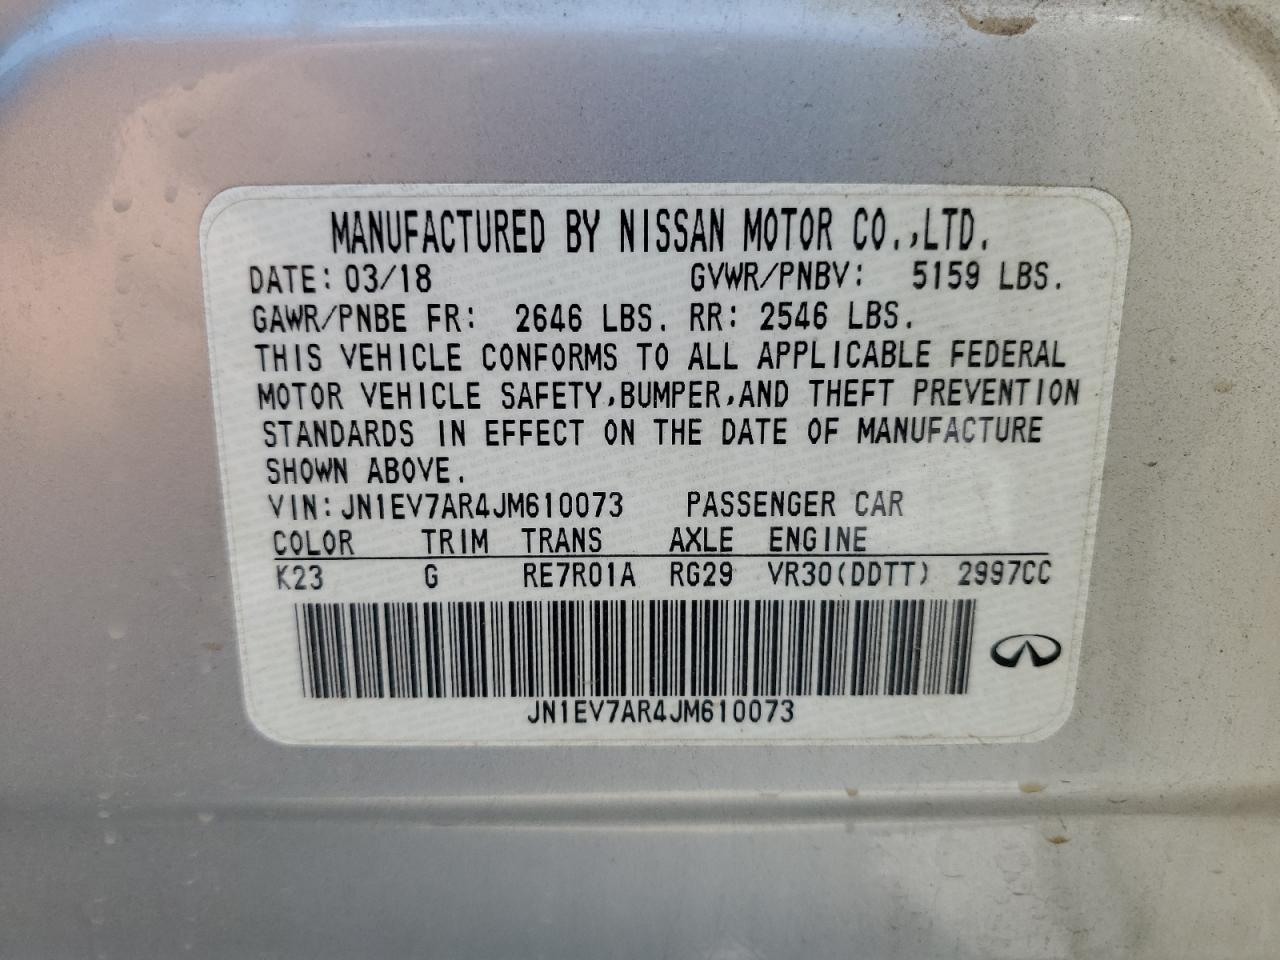 MANUFACTURED BY NISSAN MOTOR CO.,LTD.
DATE: 03/18 GVWR/PNBV: 5159 LBS.
GAWR/PNBE FR: 2646 LBS. RR: 2546 LBS.
THIS VEHICLE CONFORMS TO ALL APPLICABLE FEDERAL
MOTOR VEHICLE SAFETY,BUMPER,AND THEFT PREVENTION
STANDARDS IN EFFECT ON THE DATE OF MANUFACTURE
SHOWN ABOVE.
VIN:JN1EV7AR4JM610073 PASSENGER CAR
COLOR TRIM TRANS AXLE ENGINE
K23 G RE7R01A RG29 VR30(DDTT) 2997CC
JN1EV7AR4JM610073